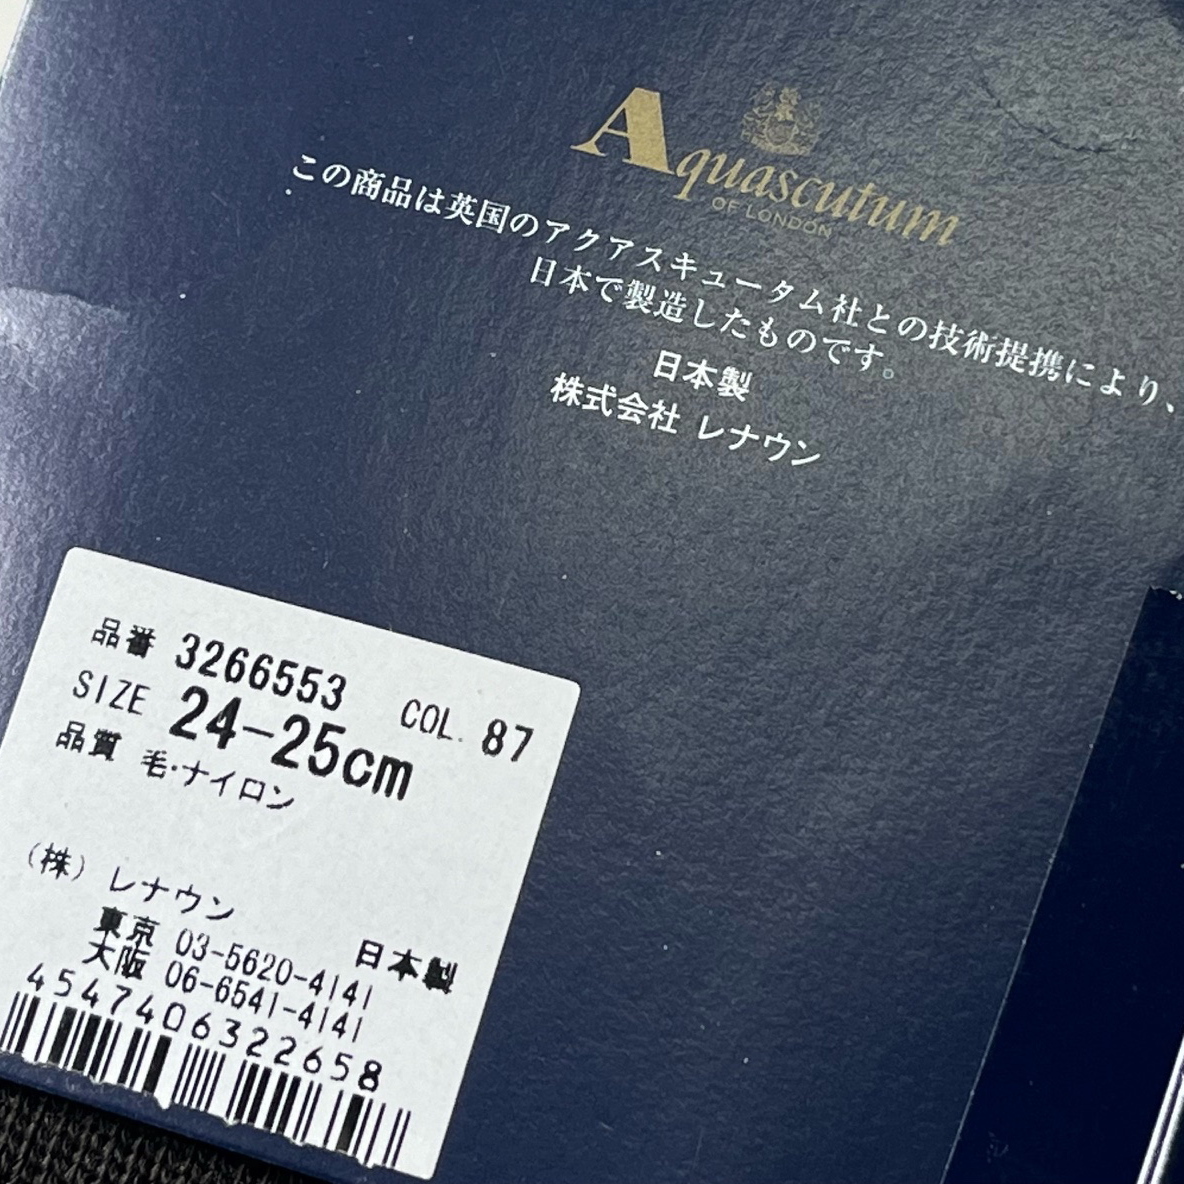 Aquascutum
OF LONDON
この商品は英国のアクアスキュータム社との技術提携により、
日本で製造したものです。
日本製
株式会社 レナウン
品番 3266553 COL. 87
SIZE 24-25cm
品質 毛・ナイロン
(株) レナウン
日本製
東京 03-5620-4141
大阪 06-6541-4141
4547406322658